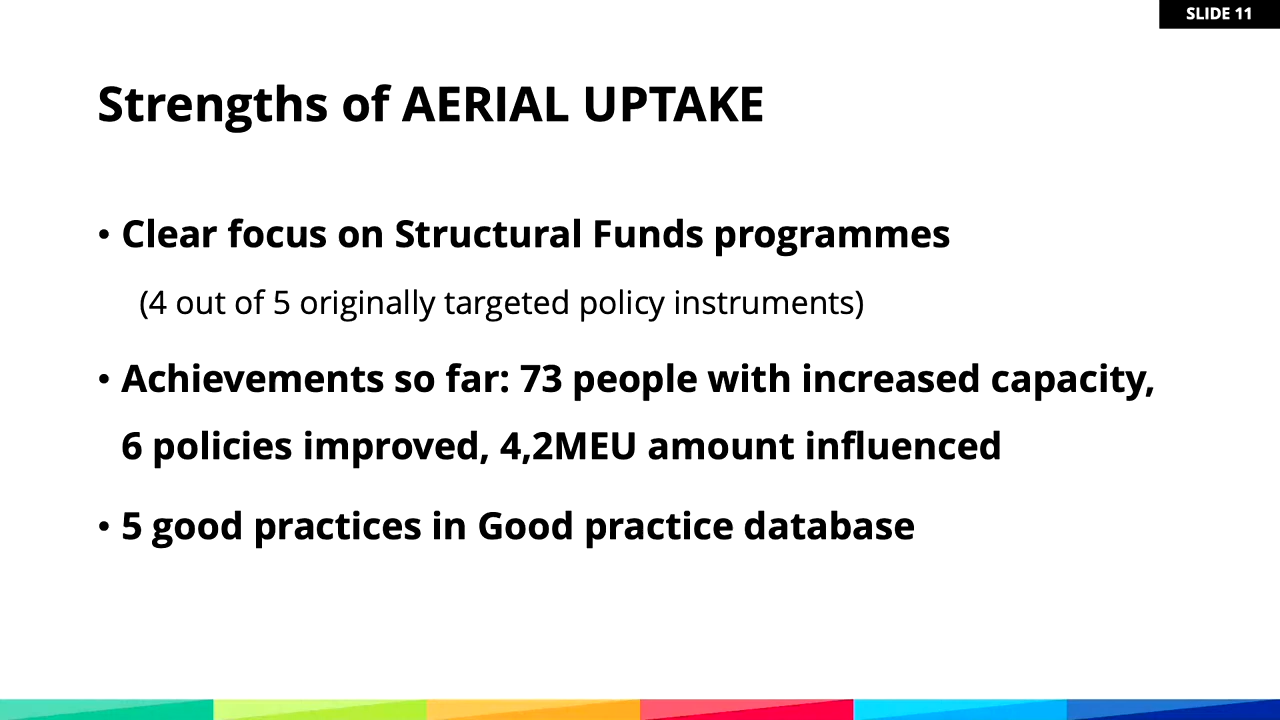 SLIDE 11
Strengths of AERIAL UPTAKE
• Clear focus on Structural Funds programmes
(4 out of 5 originally targeted policy instruments)
• Achievements so far: 73 people with increased capacity,
6 policies improved, 4,2MEU amount influenced
• 5 good practices in Good practice database